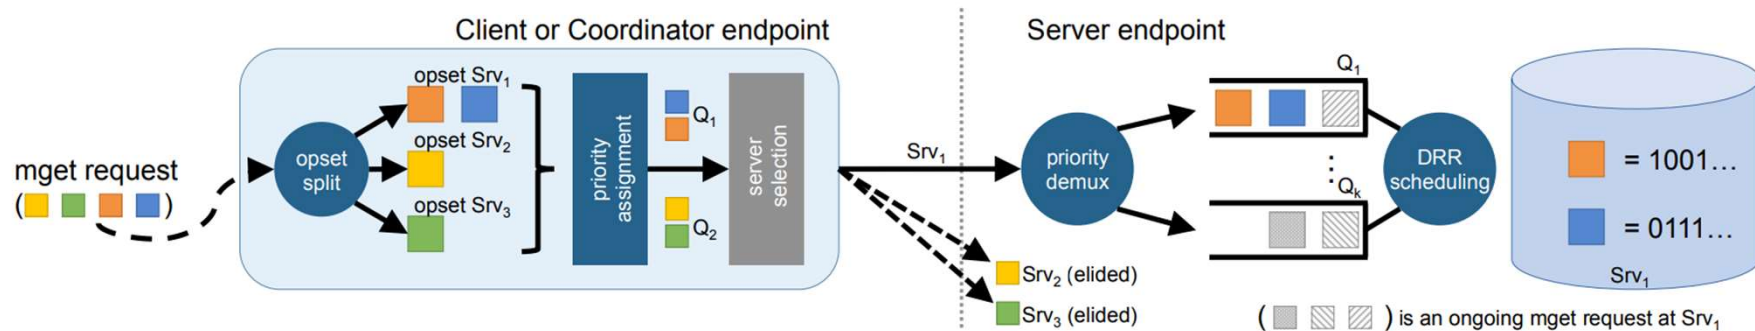 Client or Coordinator endpoint
Server endpoint
mget request
( )
opset
split
opset Srv₁
opset Srv₂
opset Srv₃
priority
assignment
Q₁
Q₂
server
selection
Srv₁
Srv₂ (elided)
Srv₃ (elided)
priority
demux
Q₁
⋮
Qₖ
DRR
scheduling
= 1001...
= 0111...
Srv₁
( ) is an ongoing mget request at Srv₁